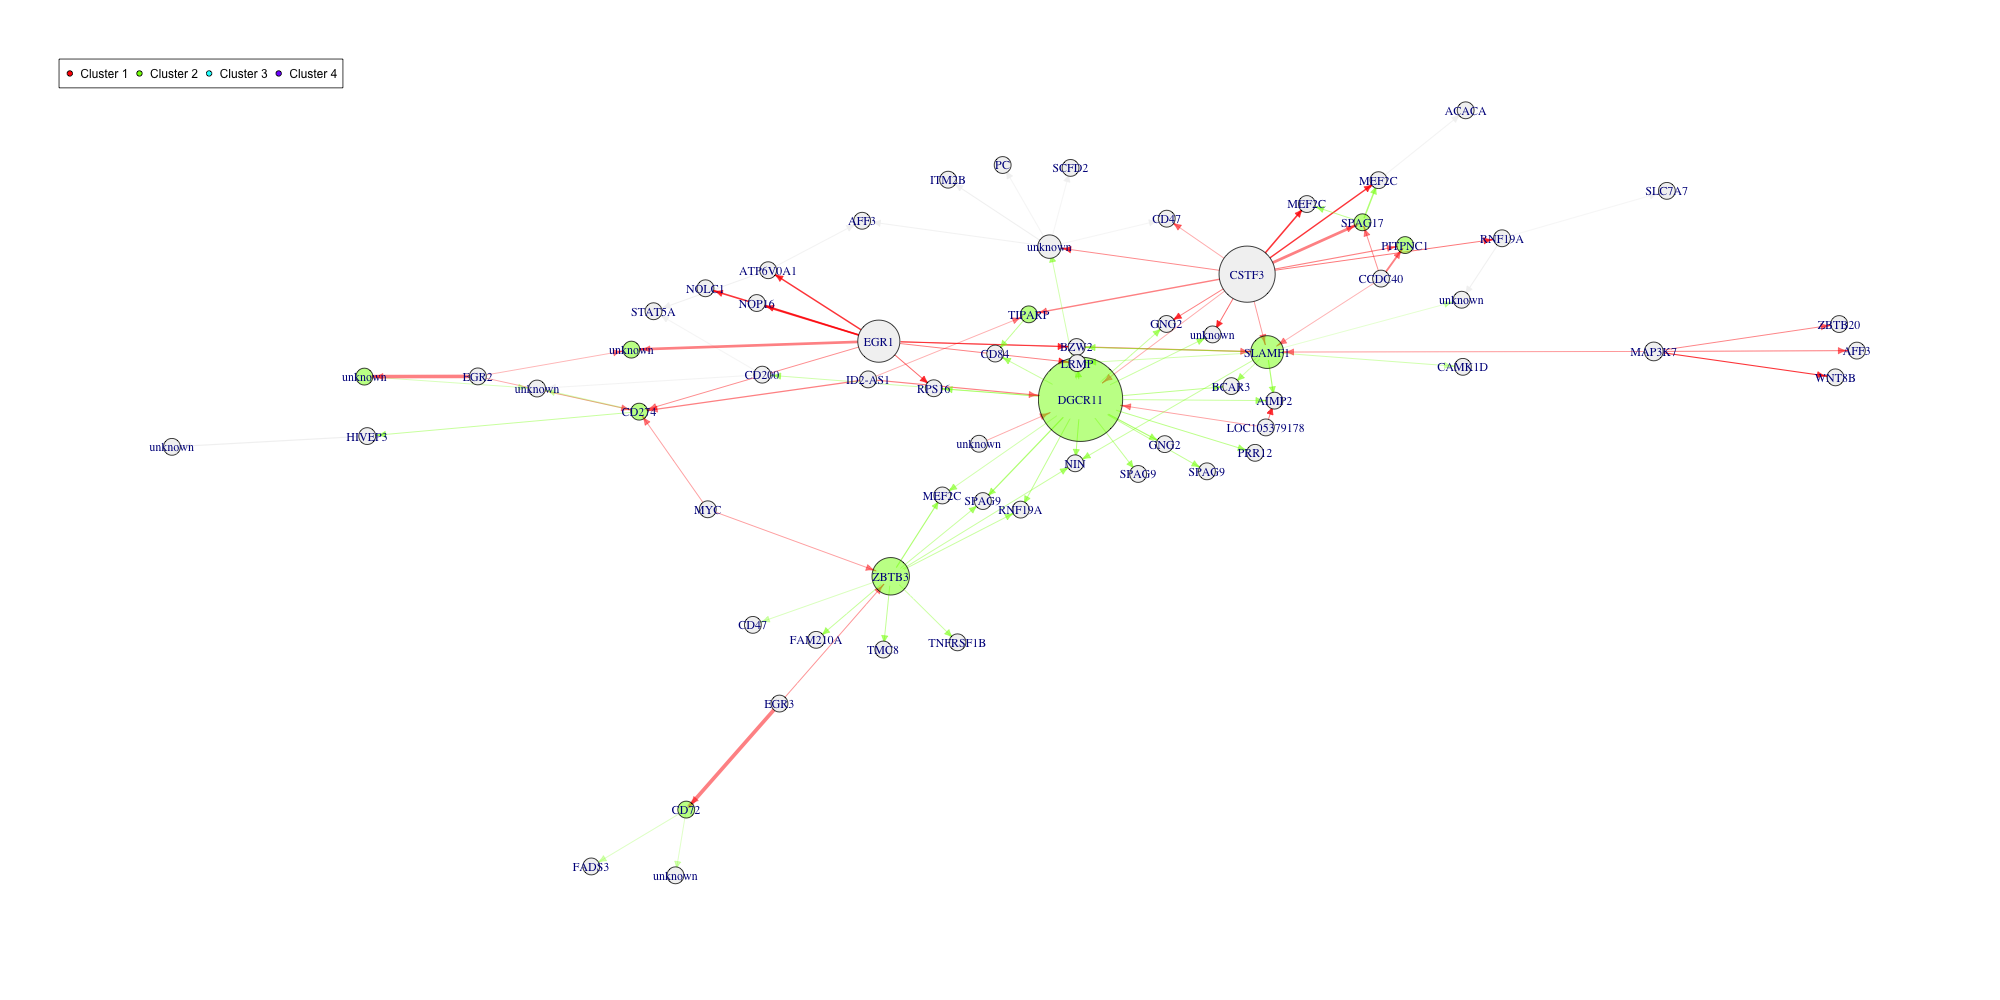 Cluster 1 Cluster 2 Cluster 3 Cluster 4
ACACA
PC
SCFD2
ITM2B
MEF2C
SLC7A7
MEF2C
AFF3
CD47
SPAG17
RNF19A
PITPNC1
unknown
ATP6V0A1
CSTF3
CCDC40
NOLC1
NOP16
unknown
STAT5A
TIPARP
GNG2
ZBTB20
unknown
EGR1
BZW2
unknown
CD84
SLAMF1
MAP3K7
AFF3
LRMP
CAMK1D
unknown
EGR2
CD200
ID2-AS1
WNT8B
unknown
RPS16
BCAR3
DGCR11
AIMP2
CD274
LOC105379178
HIVEP3
unknown
unknown
GNG2
PRR12
NIN
SPAG9
SPAG9
MEF2C
SPAG9
RNF19A
MYC
ZBTB3
CD47
FAM210A
TMC8
TNFRSF1B
EGR3
CD72
FADS3
unknown